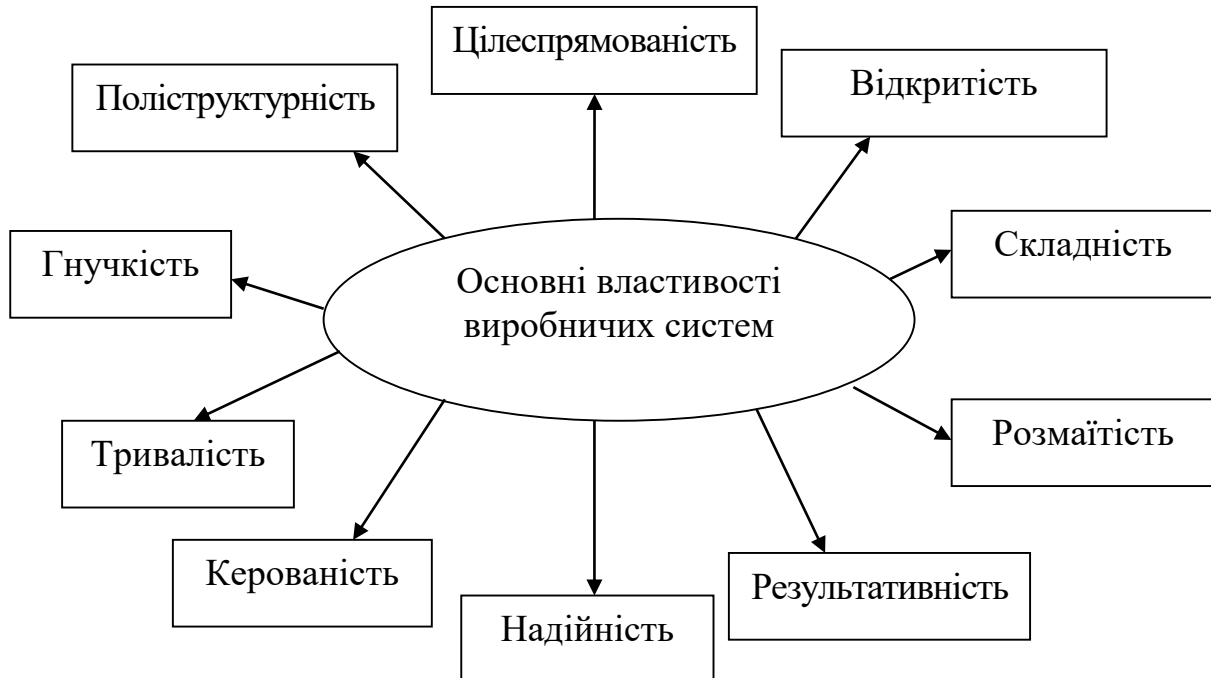 Цілеспрямованість
Поліструктурність
Відкритість
Гнучкість
Складність
Основні властивості
виробничих систем
Тривалість
Розмаїтість
Керованість
Результативність
Надійність